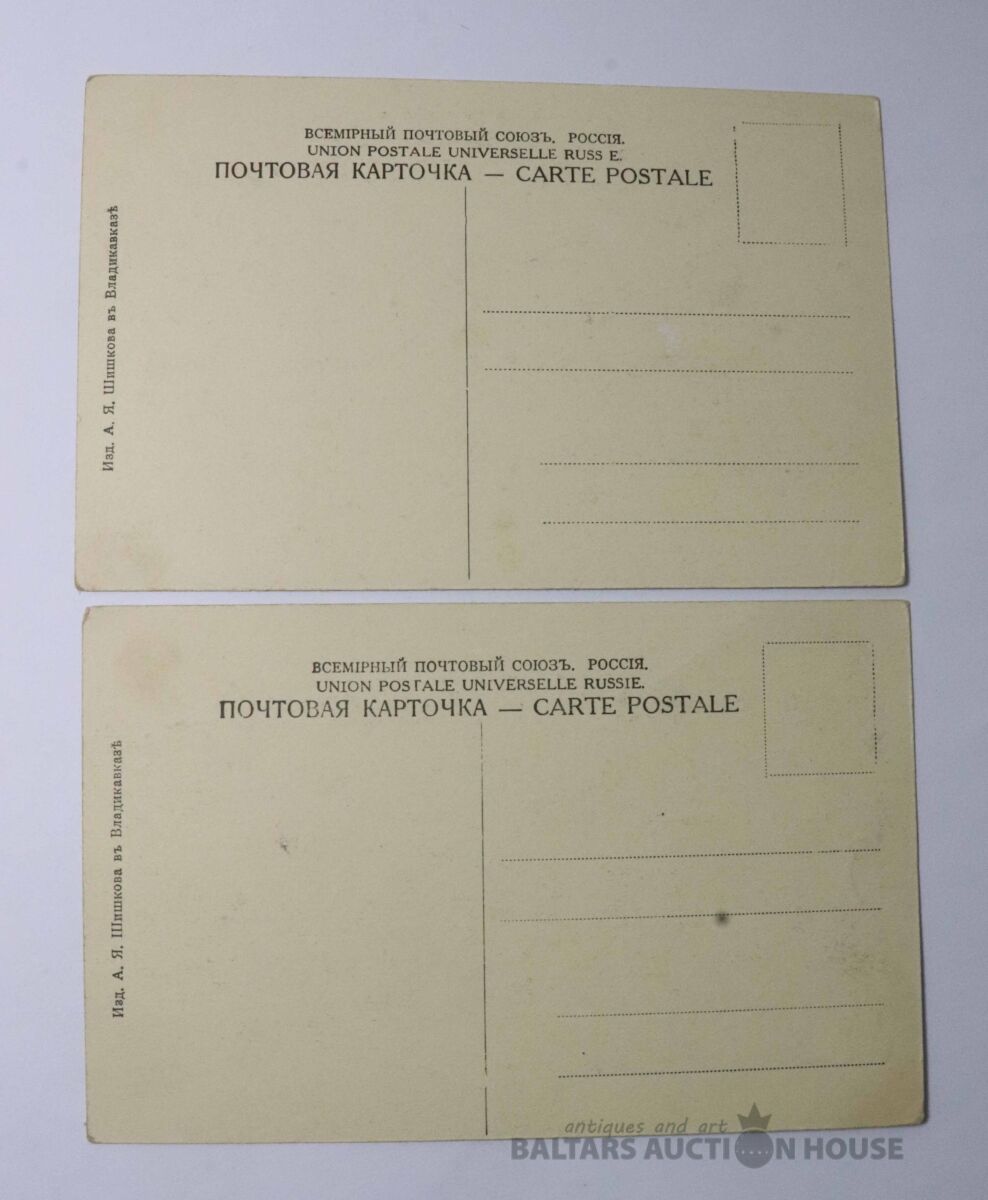 ВСЕМІРНЫЙ ПОЧТОВЫЙ СОЮЗЪ. РОССІЯ.
UNION POSTALE UNIVERSELLE RUSS E.
ПОЧТОВАЯ КАРТОЧКА — CARTE POSTALE
Изд. А. Я. Шишкова въ Владикавказѣ
ВСЕМІРНЫЙ ПОЧТОВЫЙ СОЮЗЪ. РОССІЯ.
UNION POSTALE UNIVERSELLE RUSSIE.
ПОЧТОВАЯ КАРТОЧКА — CARTE POSTALE
Изд. А. Я. Шишкова въ Владикавказѣ
antiques and art
BALTARS AUCTION HOUSE